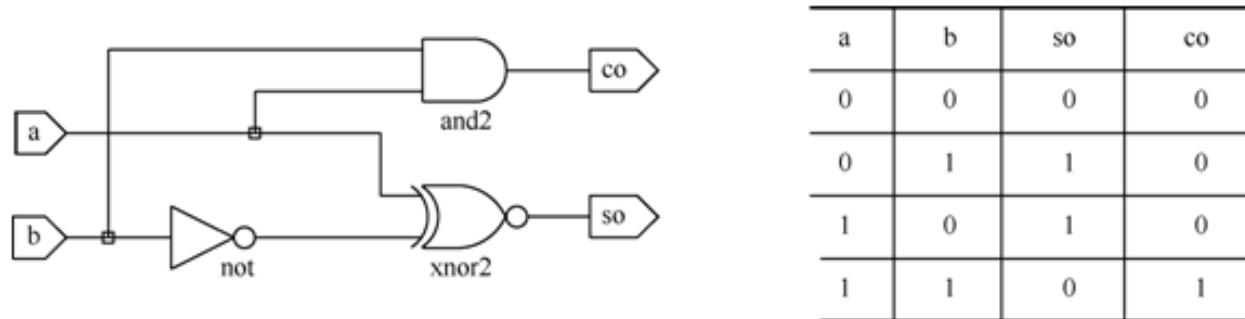 co
and2
a
so
b
not
xnor2
a b so co
0 0 0 0
0 1 1 0
1 0 1 0
1 1 0 1